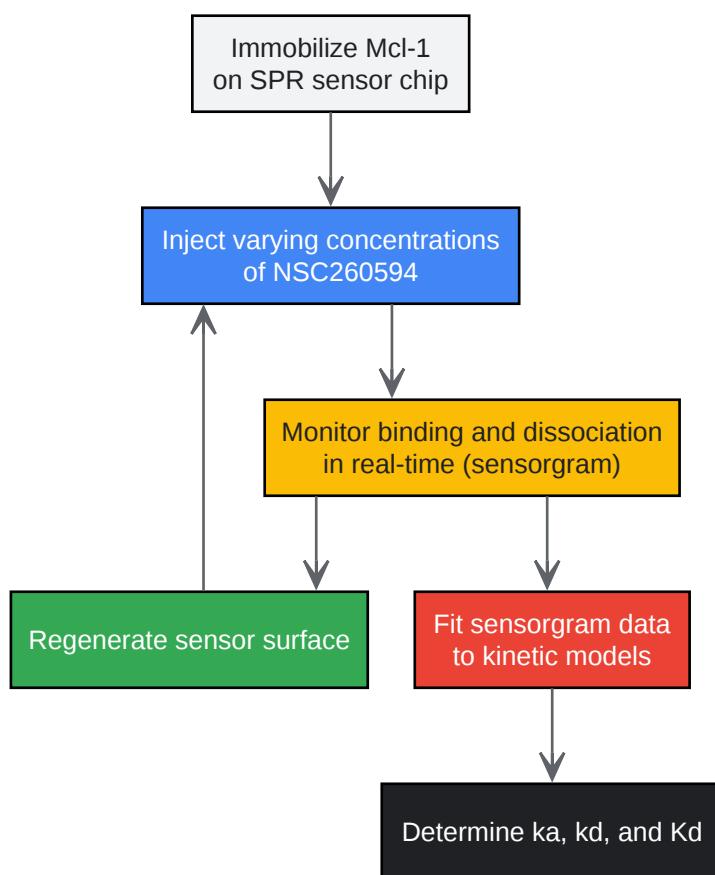 Immobilize Mcl-1
on SPR sensor chip
Inject varying concentrations
of NSC260594
Monitor binding and dissociation
in real-time (sensorgram)
Regenerate sensor surface
Fit sensorgram data
to kinetic models
Determine ka, kd, and Kd